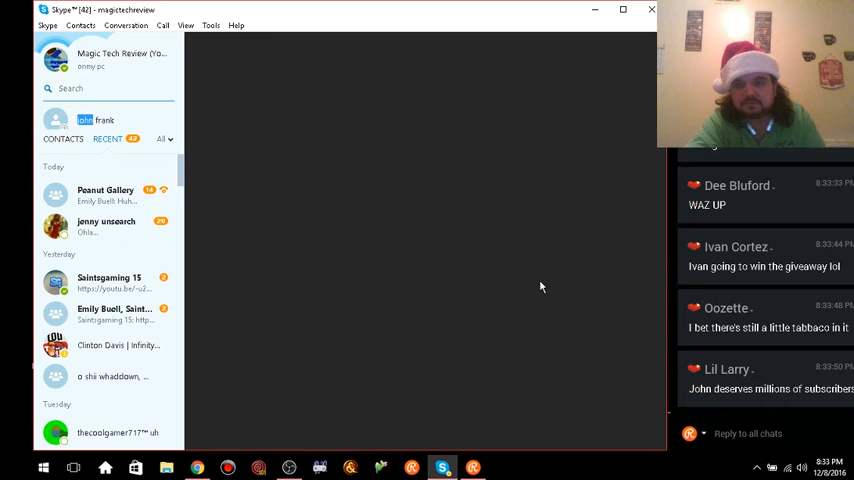 Skype™ [42] - magictechreview
Skype Contacts Conversation Call View Tools Help
Magic Tech Review (Yo...
onmy pc
Search
john frank
CONTACTS RECENT 42 All
Today
Peanut Gallery 14
Emily Buell: Huh...
jenny unsearch 20
Ohla...
Yesterday
Saintsgaming 15 2
https://youtu.be/-u2...
Emily Buell, Saint... 2
Saintsgaming 15: http...
Clinton Davis | Infinity...
o shii whaddown, ...
Tuesday
thecoolgamer717™ uh
Dee Bluford 8:33:33 PM
WAZ UP
Ivan Cortez 8:33:44 PM
Ivan going to win the giveaway lol
Oozette 8:33:48 PM
I bet there's still a little tabbaco in it
Lil Larry 8:33:50 PM
John deserves millions of subscribers
Reply to all chats
8:33 PM
12/8/2016